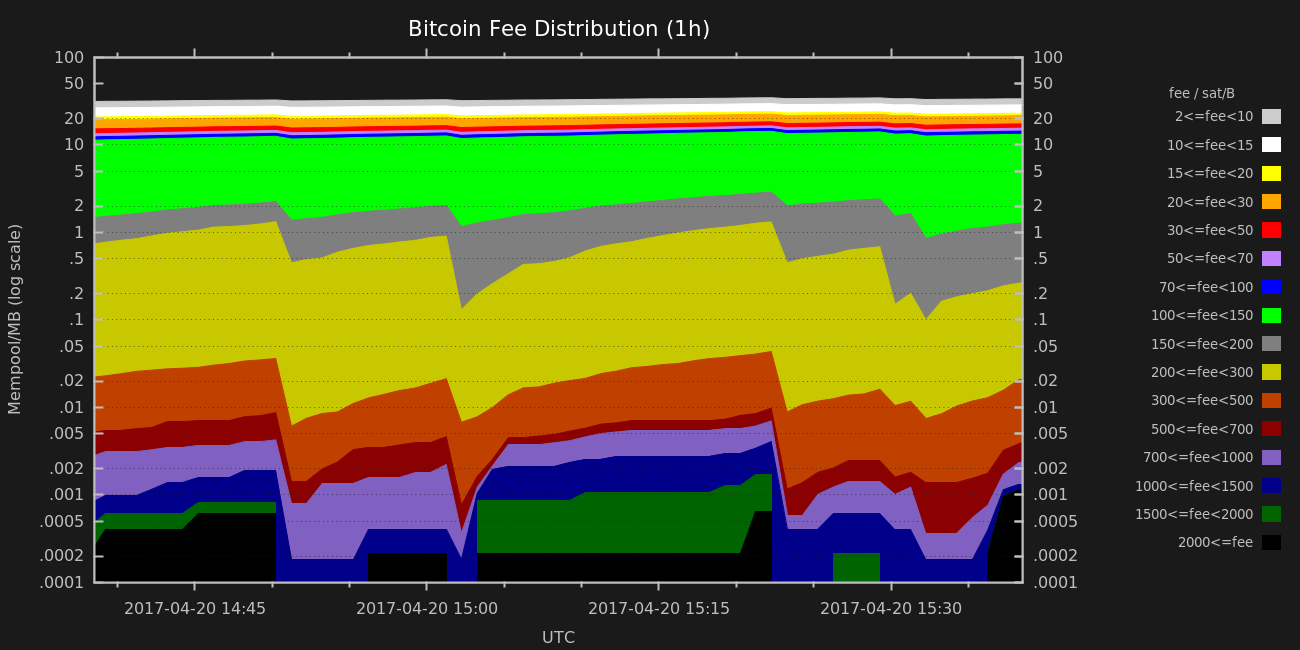 Bitcoin Fee Distribution (1h)
Mempool/MB (log scale)
100
50
20
10
5
2
1
.5
.2
.1
.05
.02
.01
.005
.002
.001
.0005
.0002
.0001
100
50
20
10
5
2
1
.5
.2
.1
.05
.02
.01
.005
.002
.001
.0005
.0002
.0001
2017-04-20 14:45
2017-04-20 15:00
2017-04-20 15:15
2017-04-20 15:30
UTC
fee / sat/B
2<=fee<10
10<=fee<15
15<=fee<20
20<=fee<30
30<=fee<50
50<=fee<70
70<=fee<100
100<=fee<150
150<=fee<200
200<=fee<300
300<=fee<500
500<=fee<700
700<=fee<1000
1000<=fee<1500
1500<=fee<2000
2000<=fee